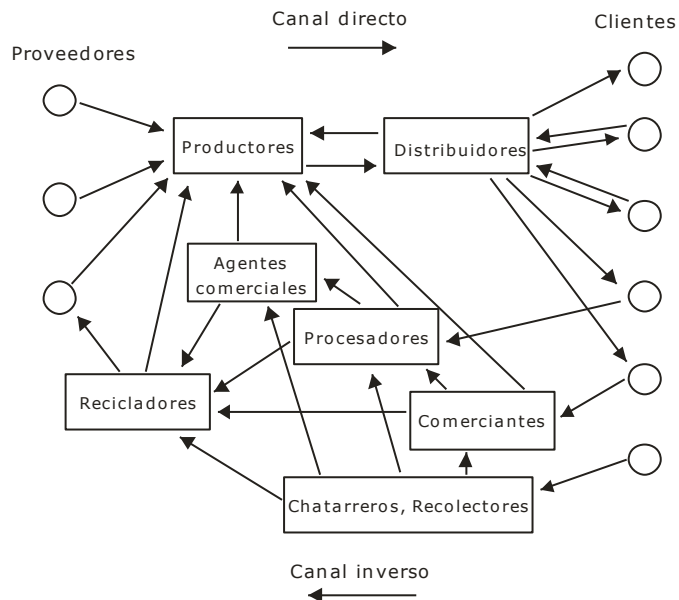 Canal directo
Clientes
Proveedores
Productores
Distribuidores
Agentes
comerciales
Procesadores
Recicladores
Comerciantes
Chatarreros, Recolectores
Canal inverso